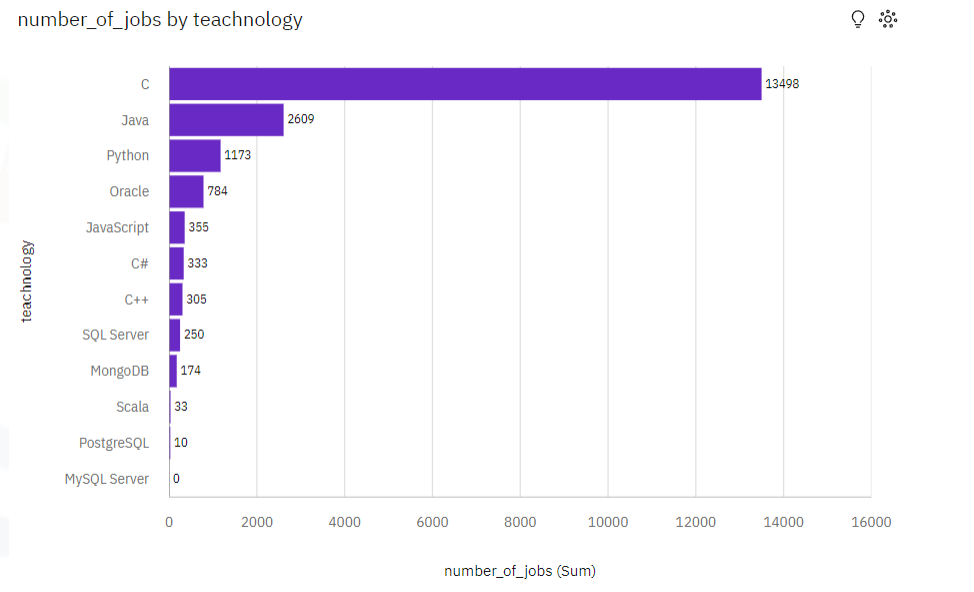 number_of_jobs by teachnology
teachnology
C 13498
Java 2609
Python 1173
Oracle 784
JavaScript 355
C# 333
C++ 305
SQL Server 250
MongoDB 174
Scala 33
PostgreSQL 10
MySQL Server 0
0 2000 4000 6000 8000 10000 12000 14000 16000
number_of_jobs (Sum)